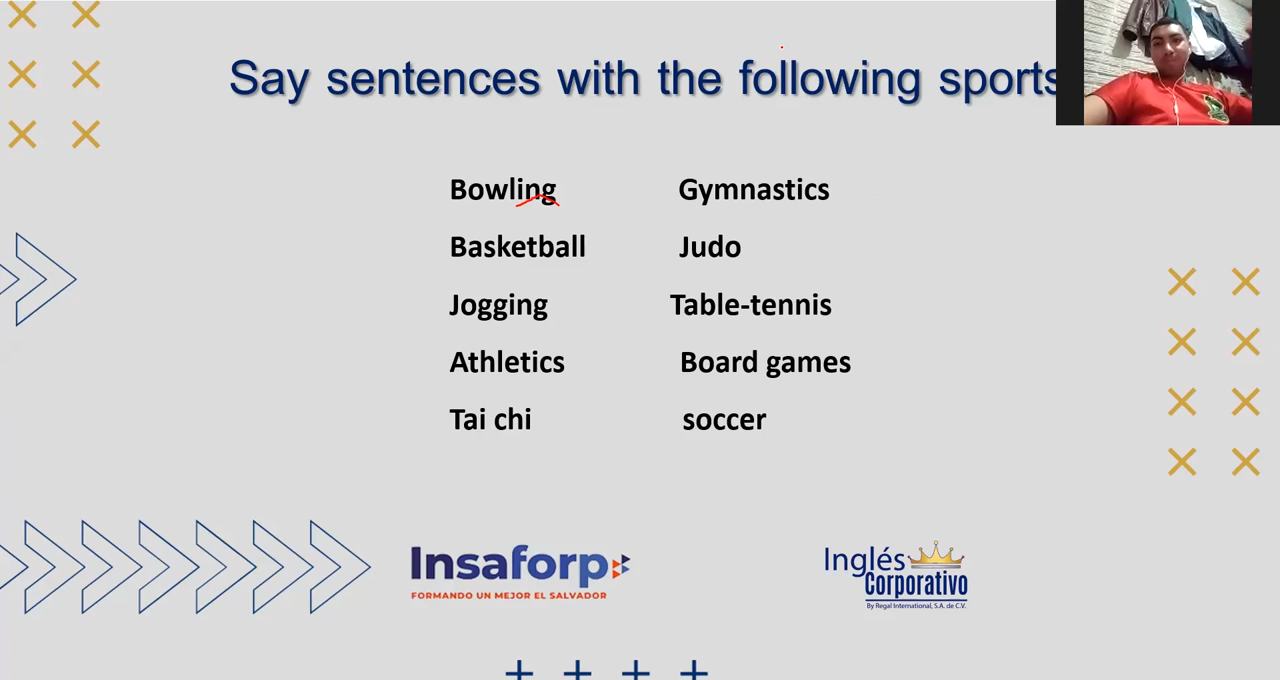 Say sentences with the following sports
Bowling
Gymnastics
Basketball
Judo
Jogging
Table-tennis
Athletics
Board games
Tai chi
soccer
Insaforp
FORMANDO UN MEJOR EL SALVADOR
Inglés
Corporativo
By Regal International, S.A. de C.V.